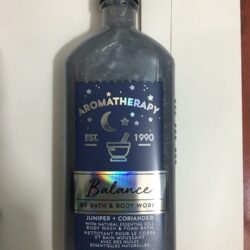 AROMATHERAPY
EST. 1990
Balance
BY BATH & BODY WORKS
JUNIPER + CORIANDER
WITH NATURAL ESSENTIAL OILS
BODY WASH & FOAM BATH
NETTOYANT POUR LE CORPS
ET BAIN MOUSSANT
AVEC DES HUILES
ESSENTIELLES NATURELLES